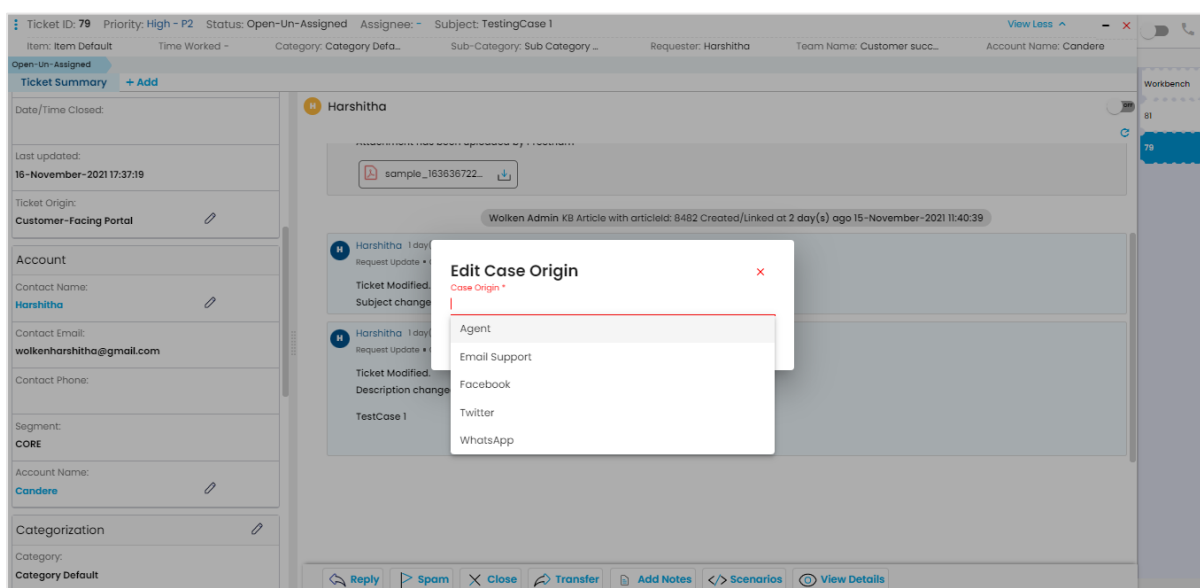 Ticket ID: 79 Priority: High - P2 Status: Open-Un-Assigned Assignee: - Subject: TestingCase 1 View Less
Item: Item Default Time Worked - Category: Category Defa... Sub-Category: Sub Category ... Requester: Harshitha Team Name: Customer succ... Account Name: Candere
Open-Un-Assigned
Ticket Summary + Add
Workbench
81
79
Date/Time Closed:
Last updated:
16-November-2021 17:37:19
Ticket Origin:
Customer-Facing Portal
Account
Contact Name:
Harshitha
Contact Email:
wolkenharshitha@gmail.com
Contact Phone:
Segment:
CORE
Account Name:
Candere
Categorization
Category:
Category Default
H Harshitha
Off
sample_163636722...
Wolken Admin KB Article with articleId: 8482 Created/Linked at 2 day(s) ago 15-November-2021 11:40:39
H Harshitha 1 day(
Request Update •
Ticket Modified.
Subject change
H Harshitha 1 day(
Request Update •
Ticket Modified.
Description change
TestCase 1
Edit Case Origin
Case Origin *
Agent
Email Support
Facebook
Twitter
WhatsApp
Reply Spam Close Transfer Add Notes Scenarios View Details